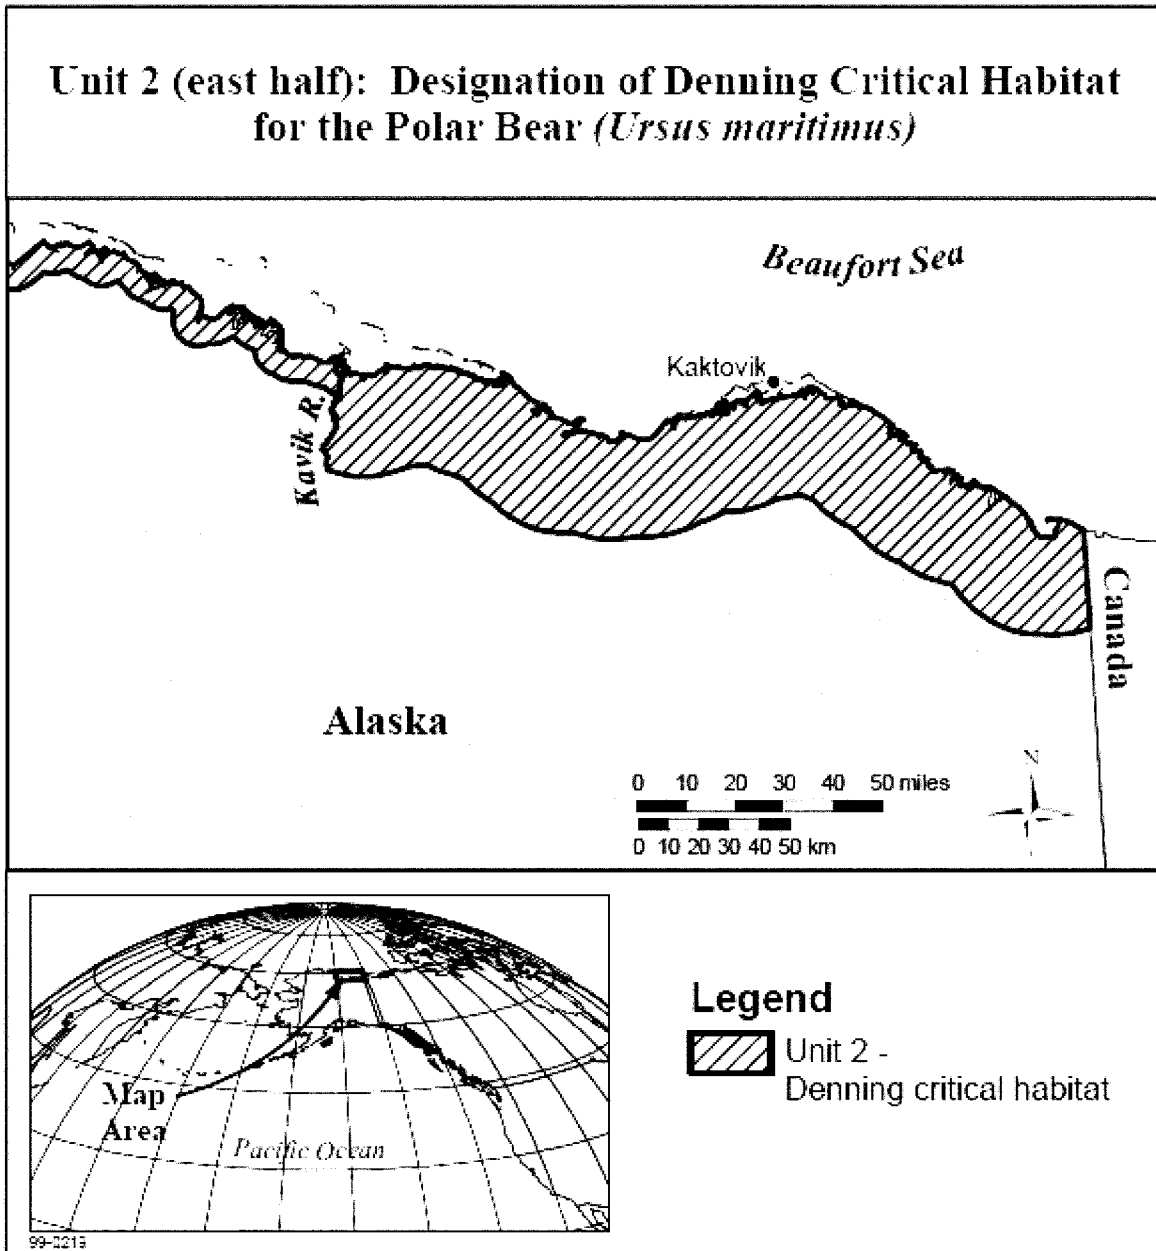 Unit 2 (east half): Designation of Denning Critical Habitat
for the Polar Bear (Ursus maritimus)
Beaufort Sea
Kaktovik
Kavik R.
Canada
Alaska
N
0 10 20 30 40 50 miles
0 10 20 30 40 50 km
Map
Area
Pacific Ocean
Legend
Unit 2 -
Denning critical habitat
99-0219